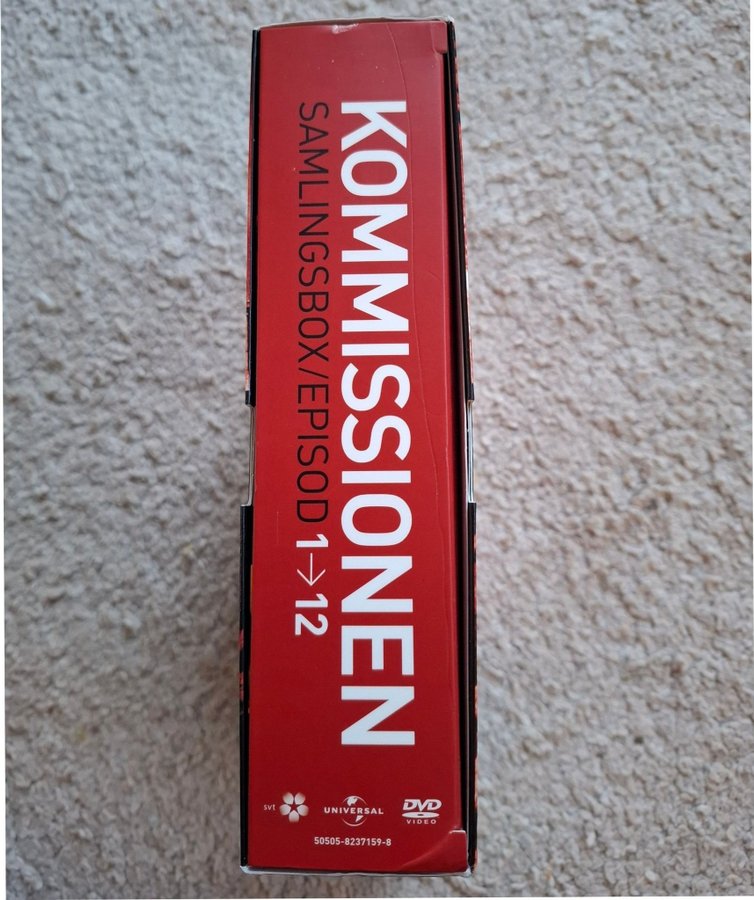 KOMMISSIONEN
SAMLINGSBOX/EPISOD 1→12
svt
UNIVERSAL
DVD
VIDEO
50505-8237159-8